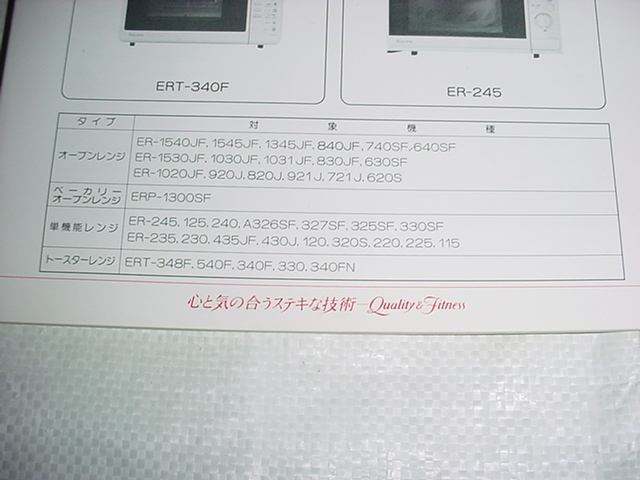 ERT-340F
ER-245
タイプ 対象機種
オーブンレンジ ER-1540JF, 1545JF, 1345JF, 840JF, 740SF, 640SF
ER-1530JF, 1030JF, 1031JF, 830JF, 630SF
ER-1020JF, 920J, 820J, 921J, 721J, 620S
ベーカリーオーブンレンジ ERP-1300SF
単機能レンジ ER-245, 125, 240, A326SF, 327SF, 325SF, 330SF
ER-235, 230, 435JF, 430J, 120, 320S, 220, 225, 115
トースターレンジ ERT-348F, 540F, 340F, 330, 340FN
心と気の合うステキな技術—Quality & Fitness